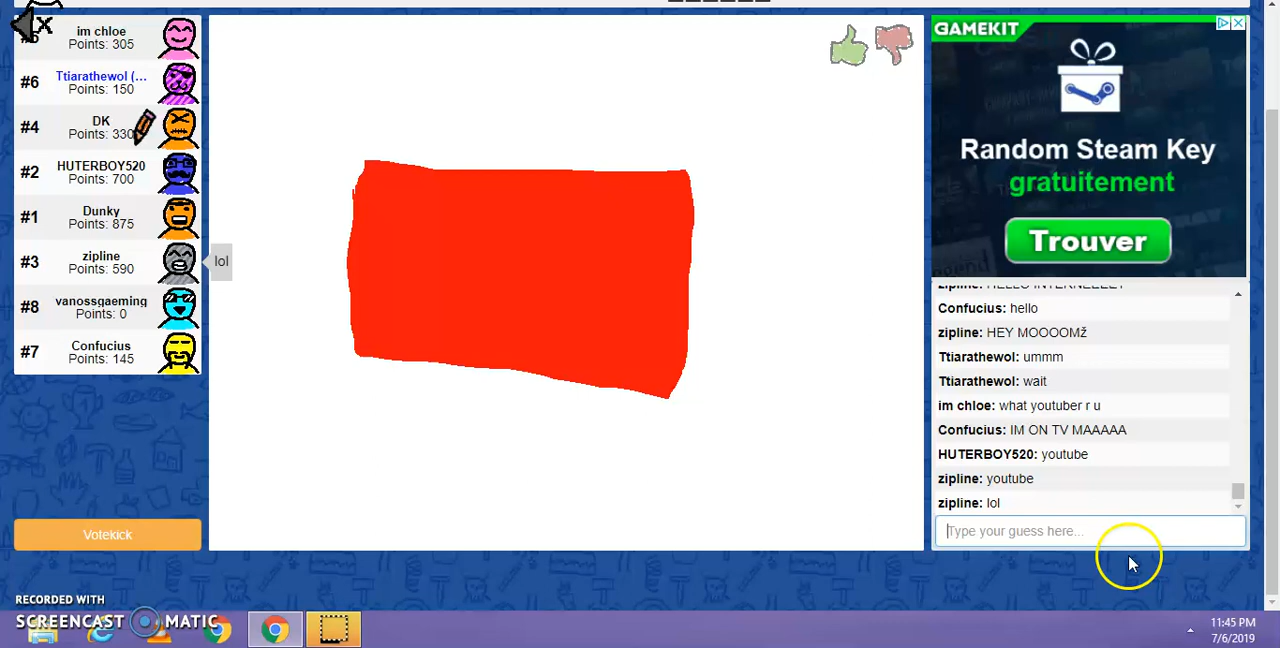 im chloe
Points: 305
#6
Ttiarathewol (...
Points: 150
#4
DK
Points: 330
#2
HUTERBOY520
Points: 700
#1
Dunky
Points: 875
#3
zipline
Points: 590
lol
#8
vanossgaeming
Points: 0
#7
Confucius
Points: 145
Votekick
GAMEKIT
Random Steam Key
gratuitement
Trouver
Confucius: hello
zipline: HEY MOOOOMž
Ttiarathewol: ummm
Ttiarathewol: wait
im chloe: what youtuber r u
Confucius: IM ON TV MAAAAA
HUTERBOY520: youtube
zipline: youtube
zipline: lol
Type your guess here...
RECORDED WITH
SCREENCAST MATIC
11:45 PM
7/6/2019